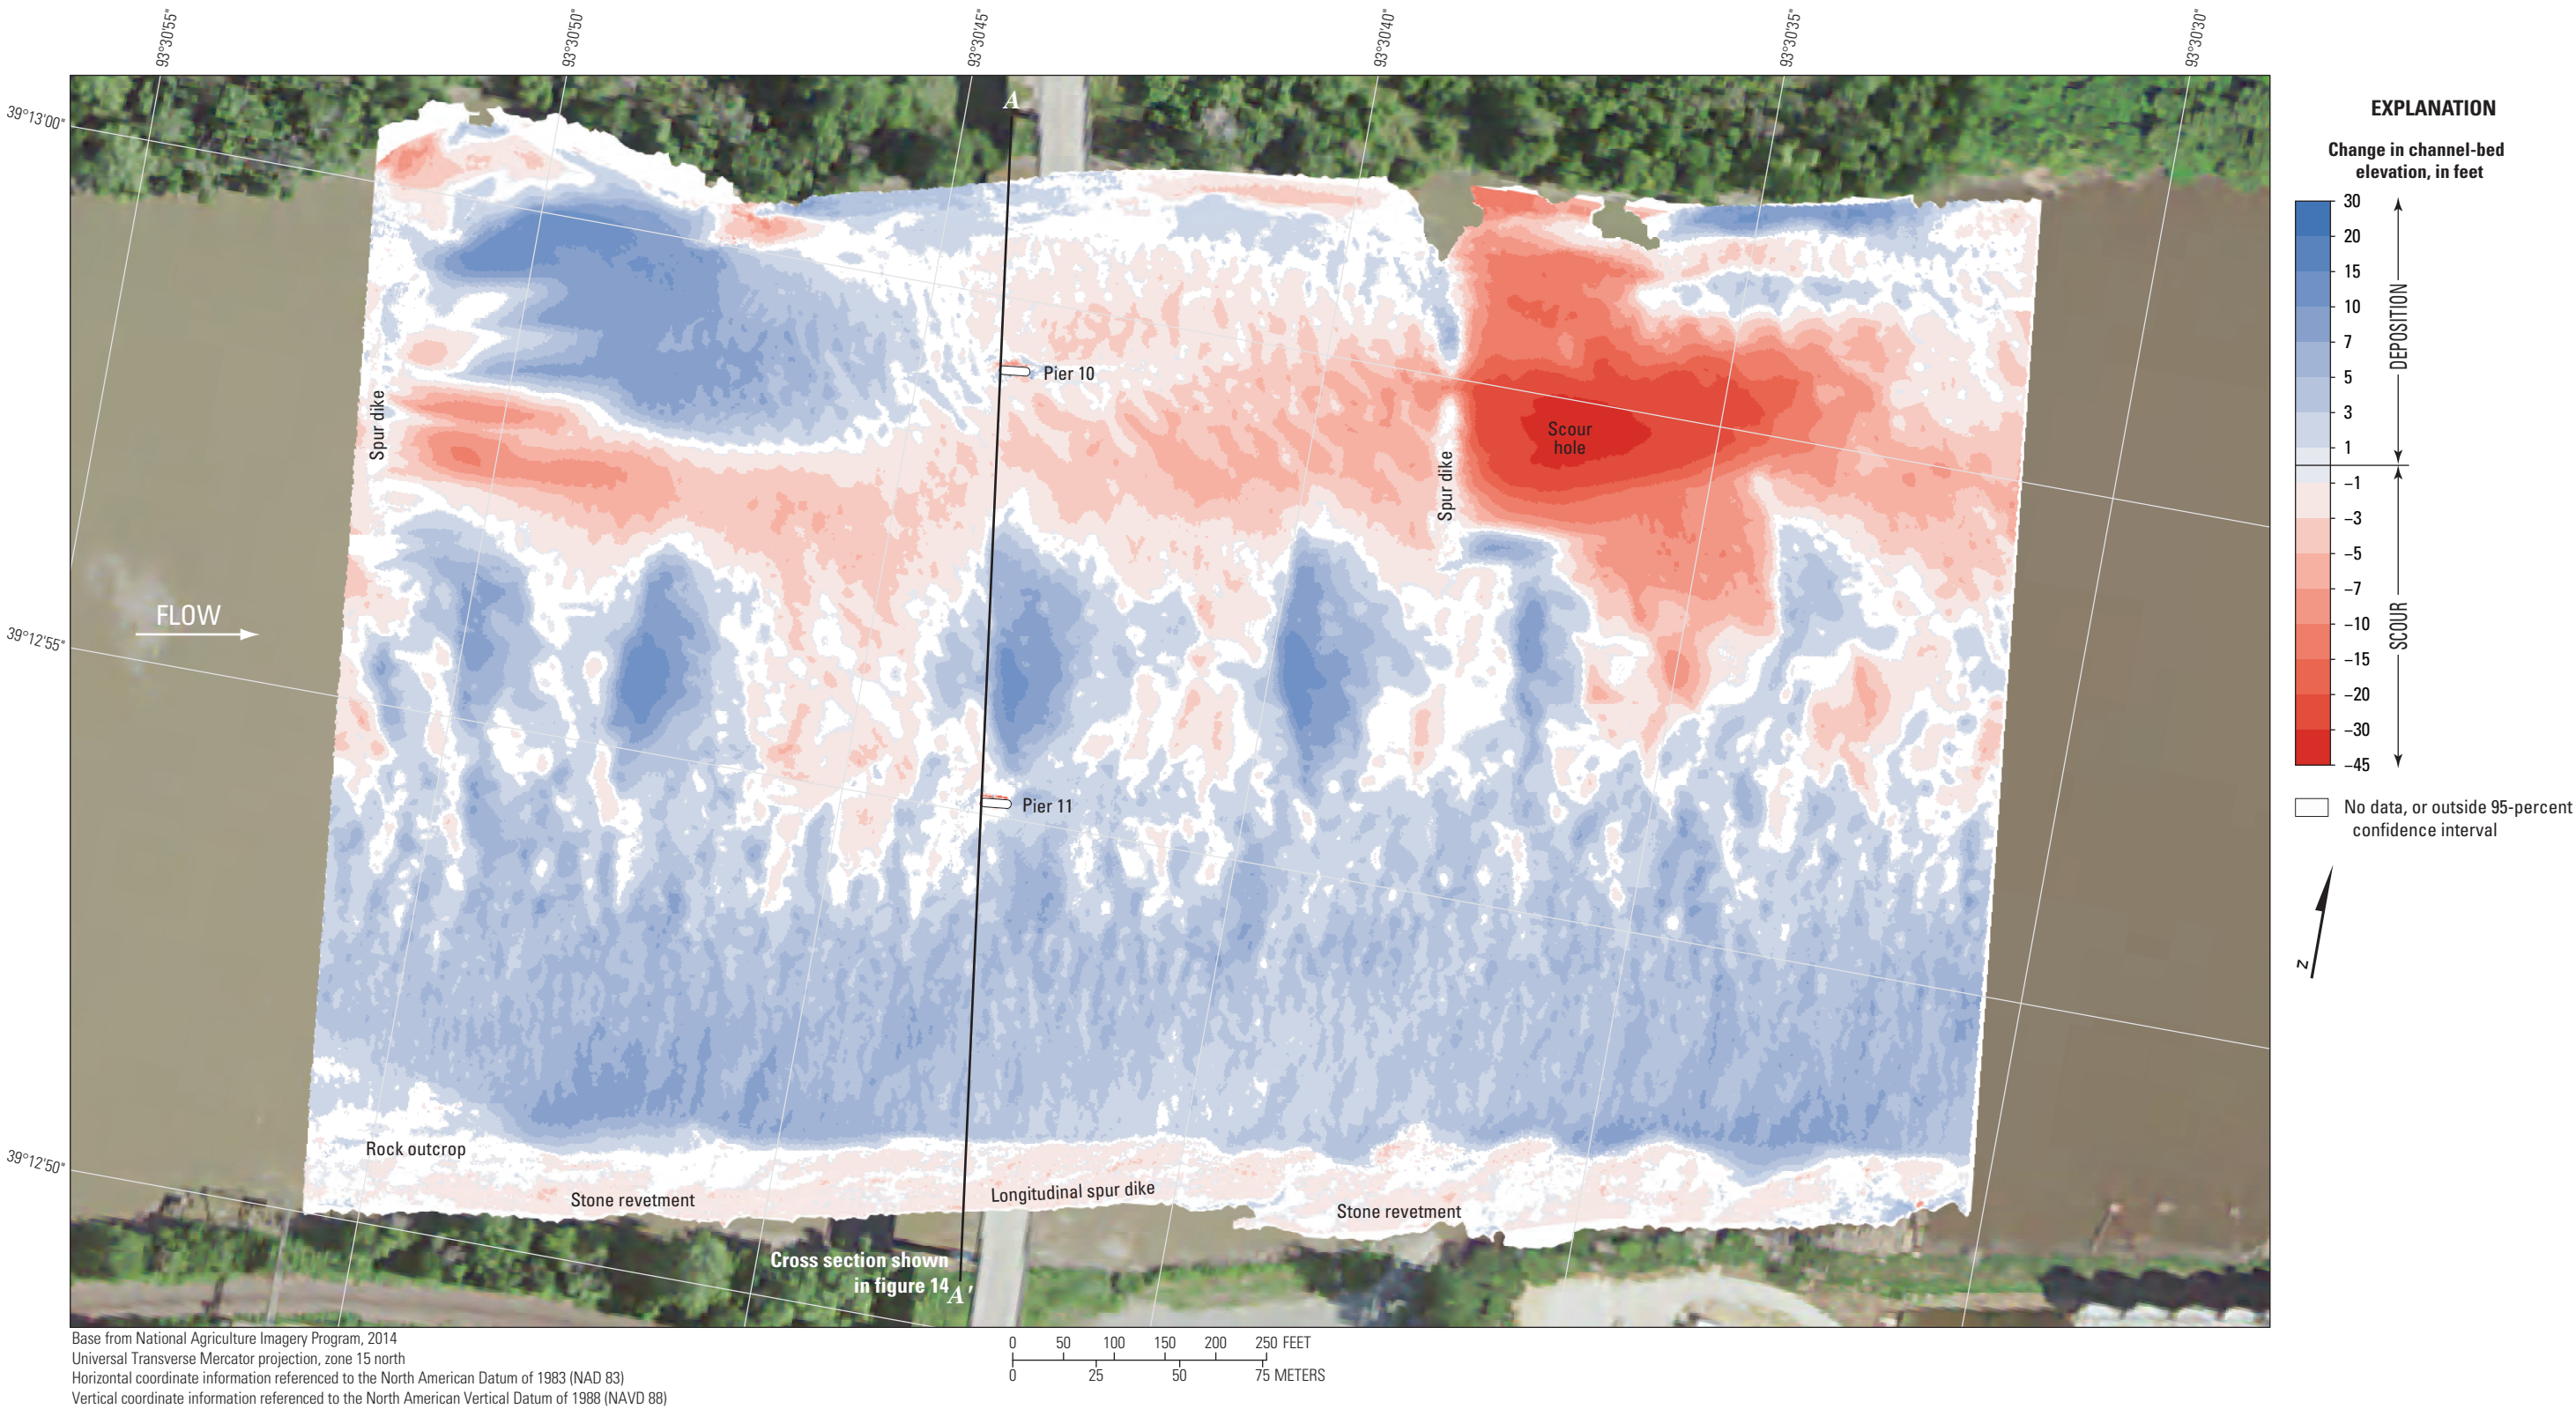 93°30'55"
93°30'50"
93°30'45"
93°30'40"
93°30'35"
93°30'30"
39°13'00"
39°12'55"
39°12'50"
A
Pier 10
Spur dike
Spur dike
Scour
hole
FLOW
Pier 11
Rock outcrop
Stone revetment
Longitudinal spur dike
Stone revetment
Cross section shown
in figure 14
A'
EXPLANATION
Change in channel-bed
elevation, in feet
30
20
15
10
7
5
3
1
−1
−3
−5
−7
−10
−15
−20
−30
−45
DEPOSITION
SCOUR
No data, or outside 95-percent
confidence interval
N
Base from National Agriculture Imagery Program, 2014
Universal Transverse Mercator projection, zone 15 north
Horizontal coordinate information referenced to the North American Datum of 1983 (NAD 83)
Vertical coordinate information referenced to the North American Vertical Datum of 1988 (NAVD 88)
0 50 100 150 200 250 FEET
0 25 50 75 METERS